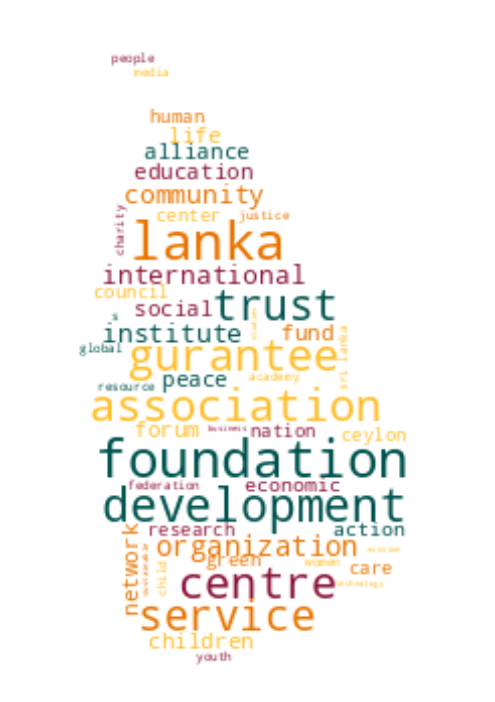 people
media
human
life
alliance
education
community
center justice
charity
lanka
international
council
social trust
s
institute fund
global
gurantee
sri lanka
peace academy
resource
association
forum business nation ceylon
foundation
federation economic
development
research action
network
organization
green women
child care
centre technology
service
children
youth